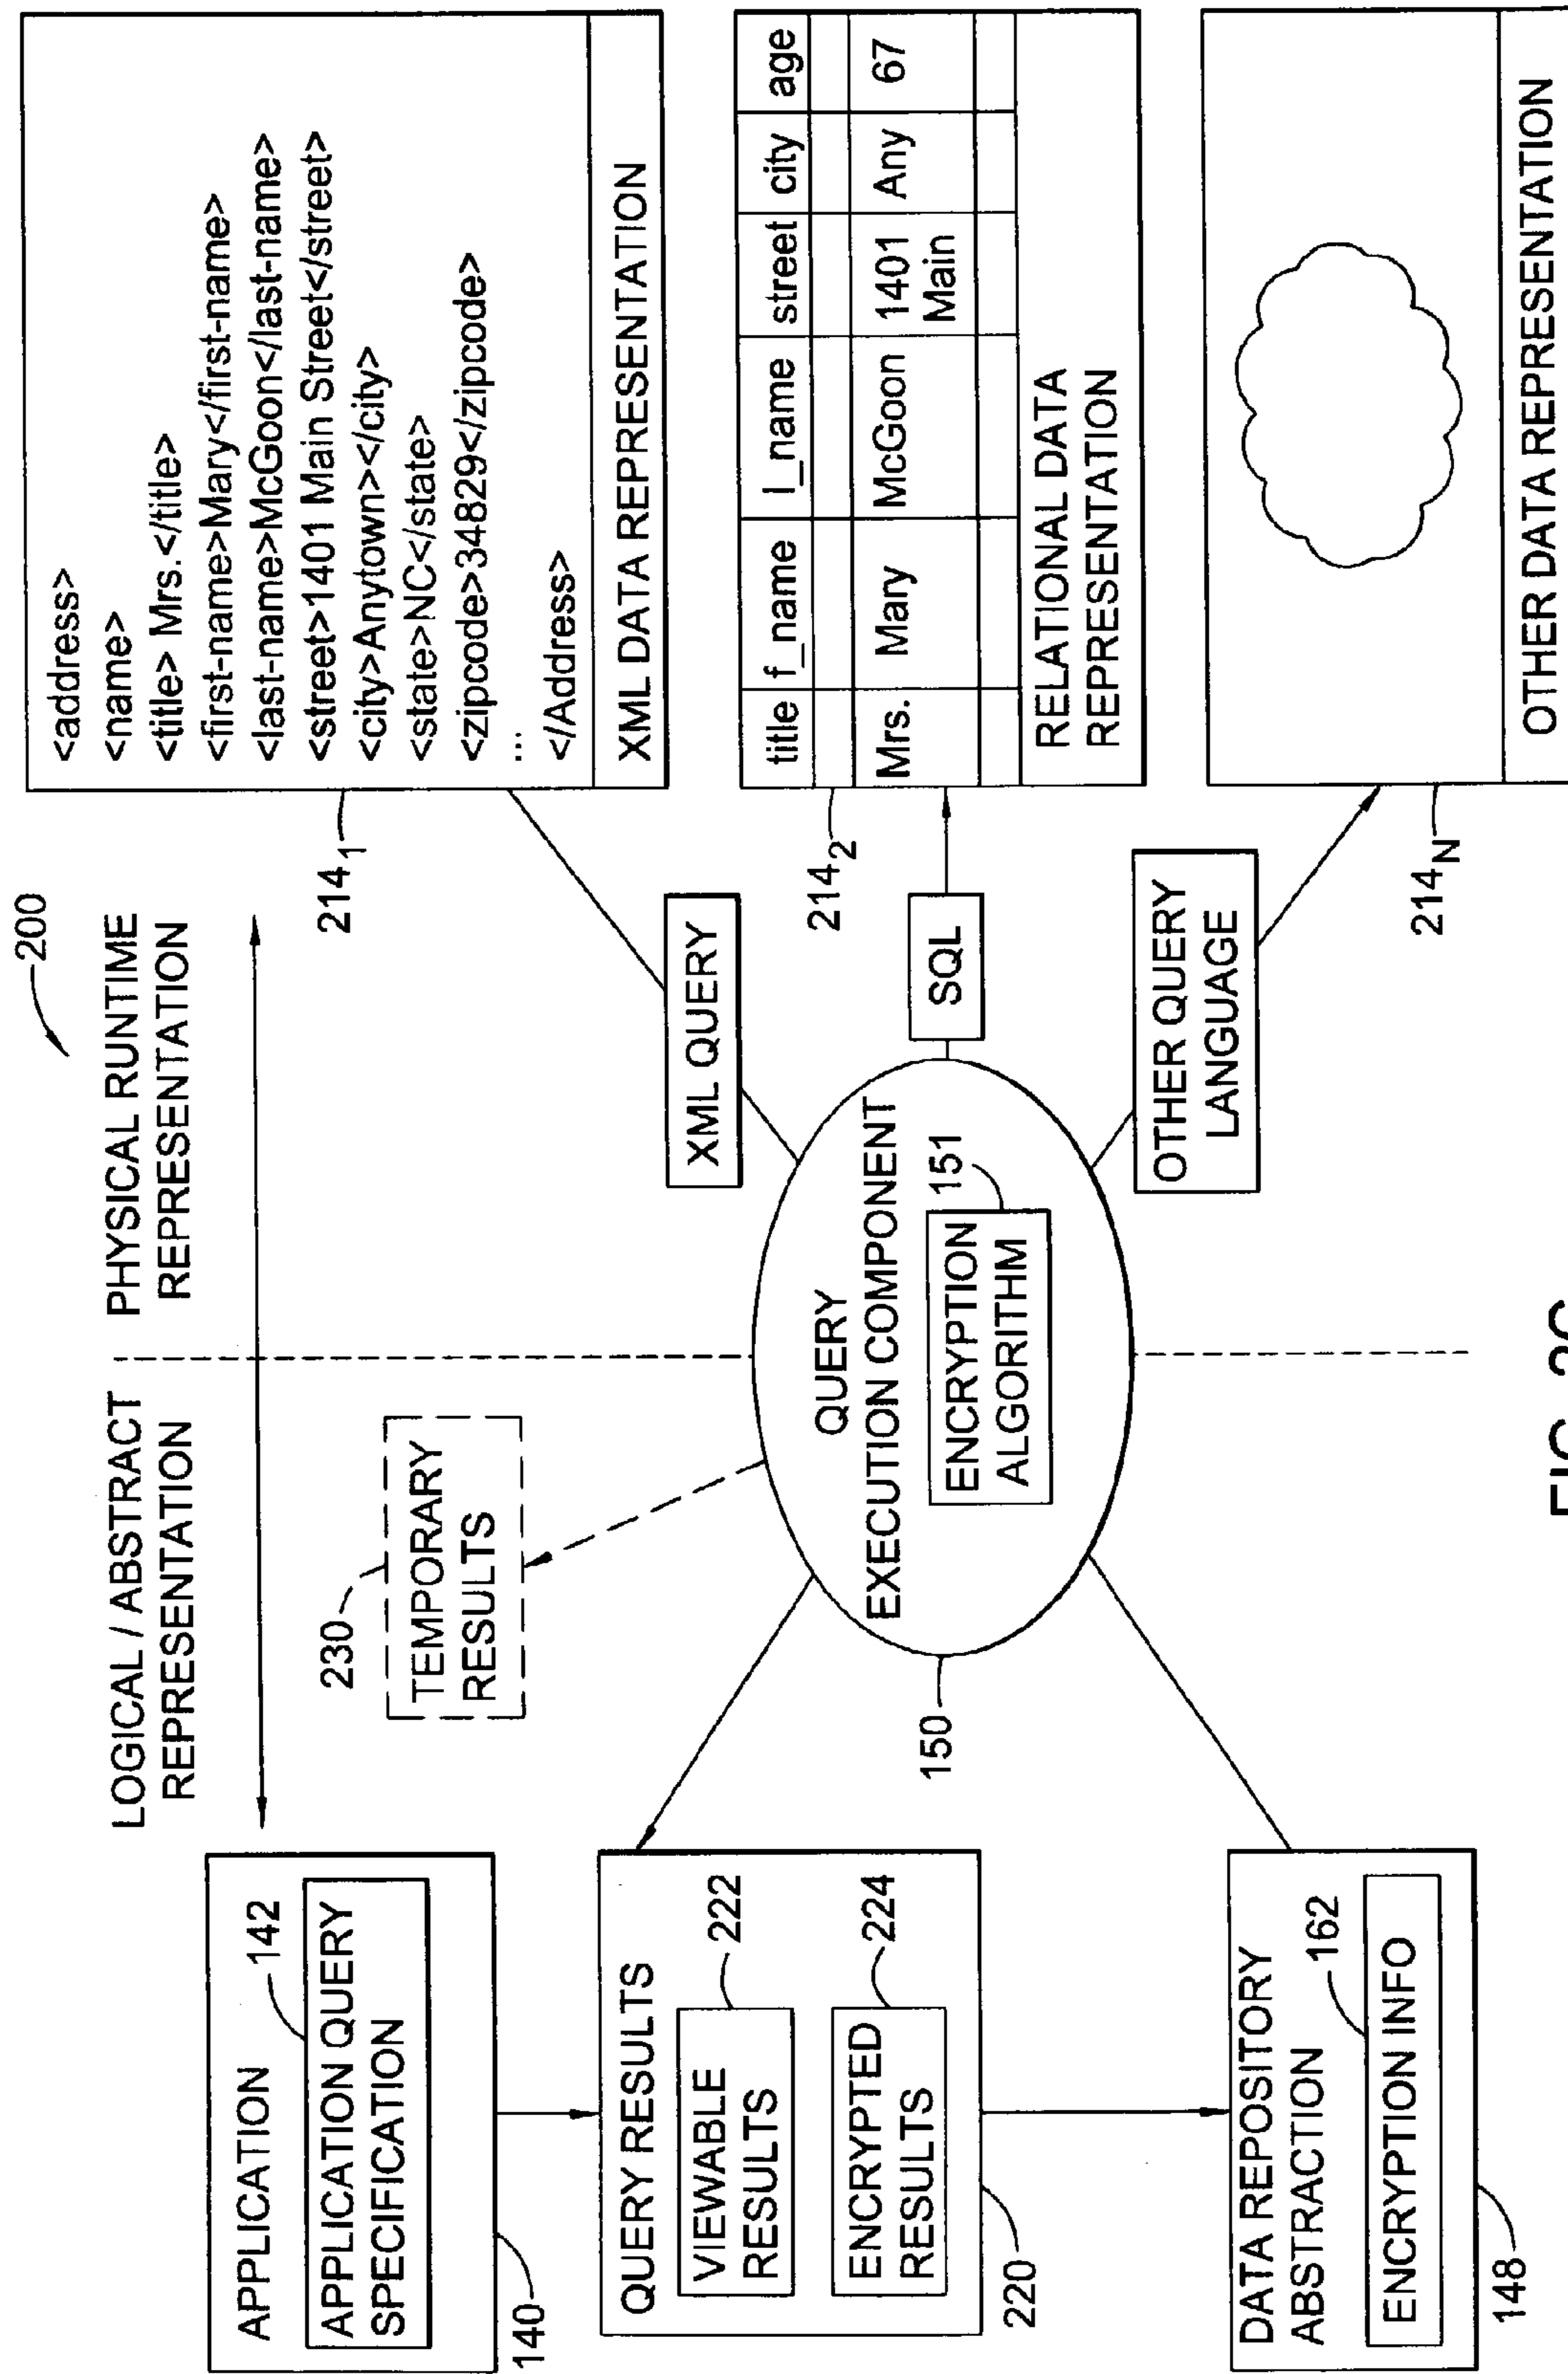 200
LOGICAL / ABSTRACT
REPRESENTATION
PHYSICAL RUNTIME
REPRESENTATION
APPLICATION
142
APPLICATION QUERY
SPECIFICATION
140
QUERY RESULTS
222
VIEWABLE
RESULTS
224
ENCRYPTED
RESULTS
220
DATA REPOSITORY
ABSTRACTION
162
ENCRYPTION INFO
148
230
TEMPORARY
RESULTS
QUERY
EXECUTION COMPONENT
151
ENCRYPTION
ALGORITHM
150
XML QUERY
SQL
OTHER QUERY
LANGUAGE
<address>
<name>
<title> Mrs.</title>
<first-name>Mary</first-name>
<last-name>McGoon</last-name>
<street>1401 Main Street</street>
<city>Anytown></city>
<state>NC</state>
<zipcode>34829</zipcode>
...
</Address>
XML DATA REPRESENTATION
214₁
title f_name l_name street city age
Mrs. Mary McGoon 1401 Main Any 67
RELATIONAL DATA
REPRESENTATION
214₂
OTHER DATA REPRESENTATION
214N